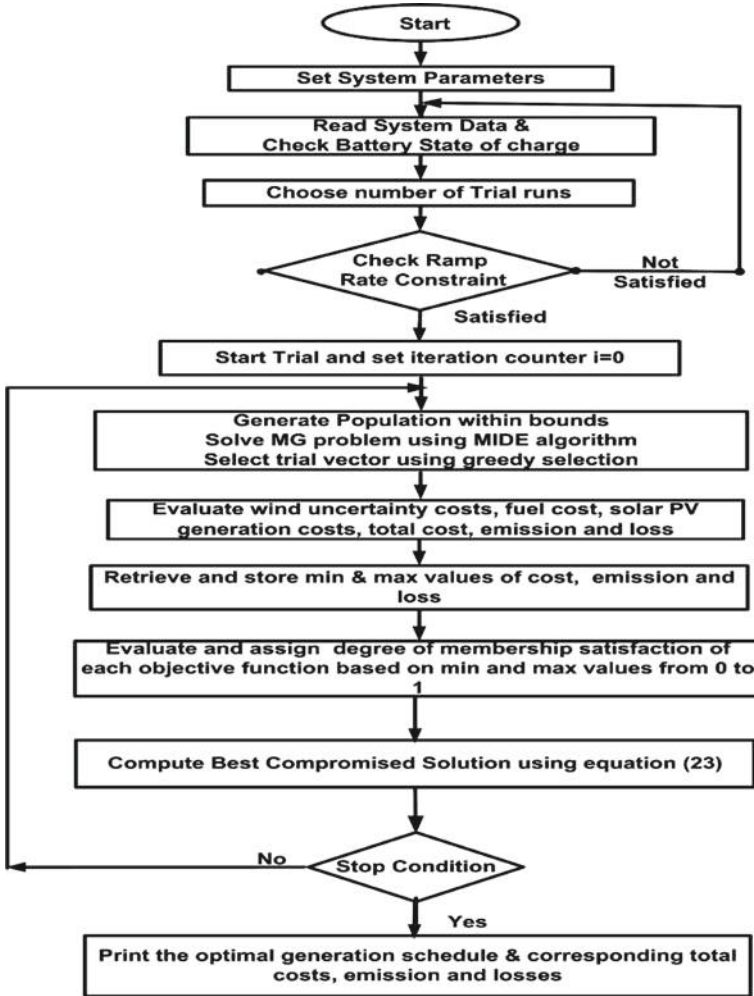 Start
Set System Parameters
Read System Data &
Check Battery State of charge
Choose number of Trial runs
Check Ramp
Rate Constraint
Not
Satisfied
Satisfied
Start Trial and set iteration counter i=0
Generate Population within bounds
Solve MG problem using MIDE algorithm
Select trial vector using greedy selection
Evaluate wind uncertainty costs, fuel cost, solar PV
generation costs, total cost, emission and loss
Retrieve and store min & max values of cost, emission and
loss
Evaluate and assign degree of membership satisfaction of
each objective function based on min and max values from 0 to
1
Compute Best Compromised Solution using equation (23)
No
Stop Condition
Yes
Print the optimal generation schedule & corresponding total
costs, emission and losses